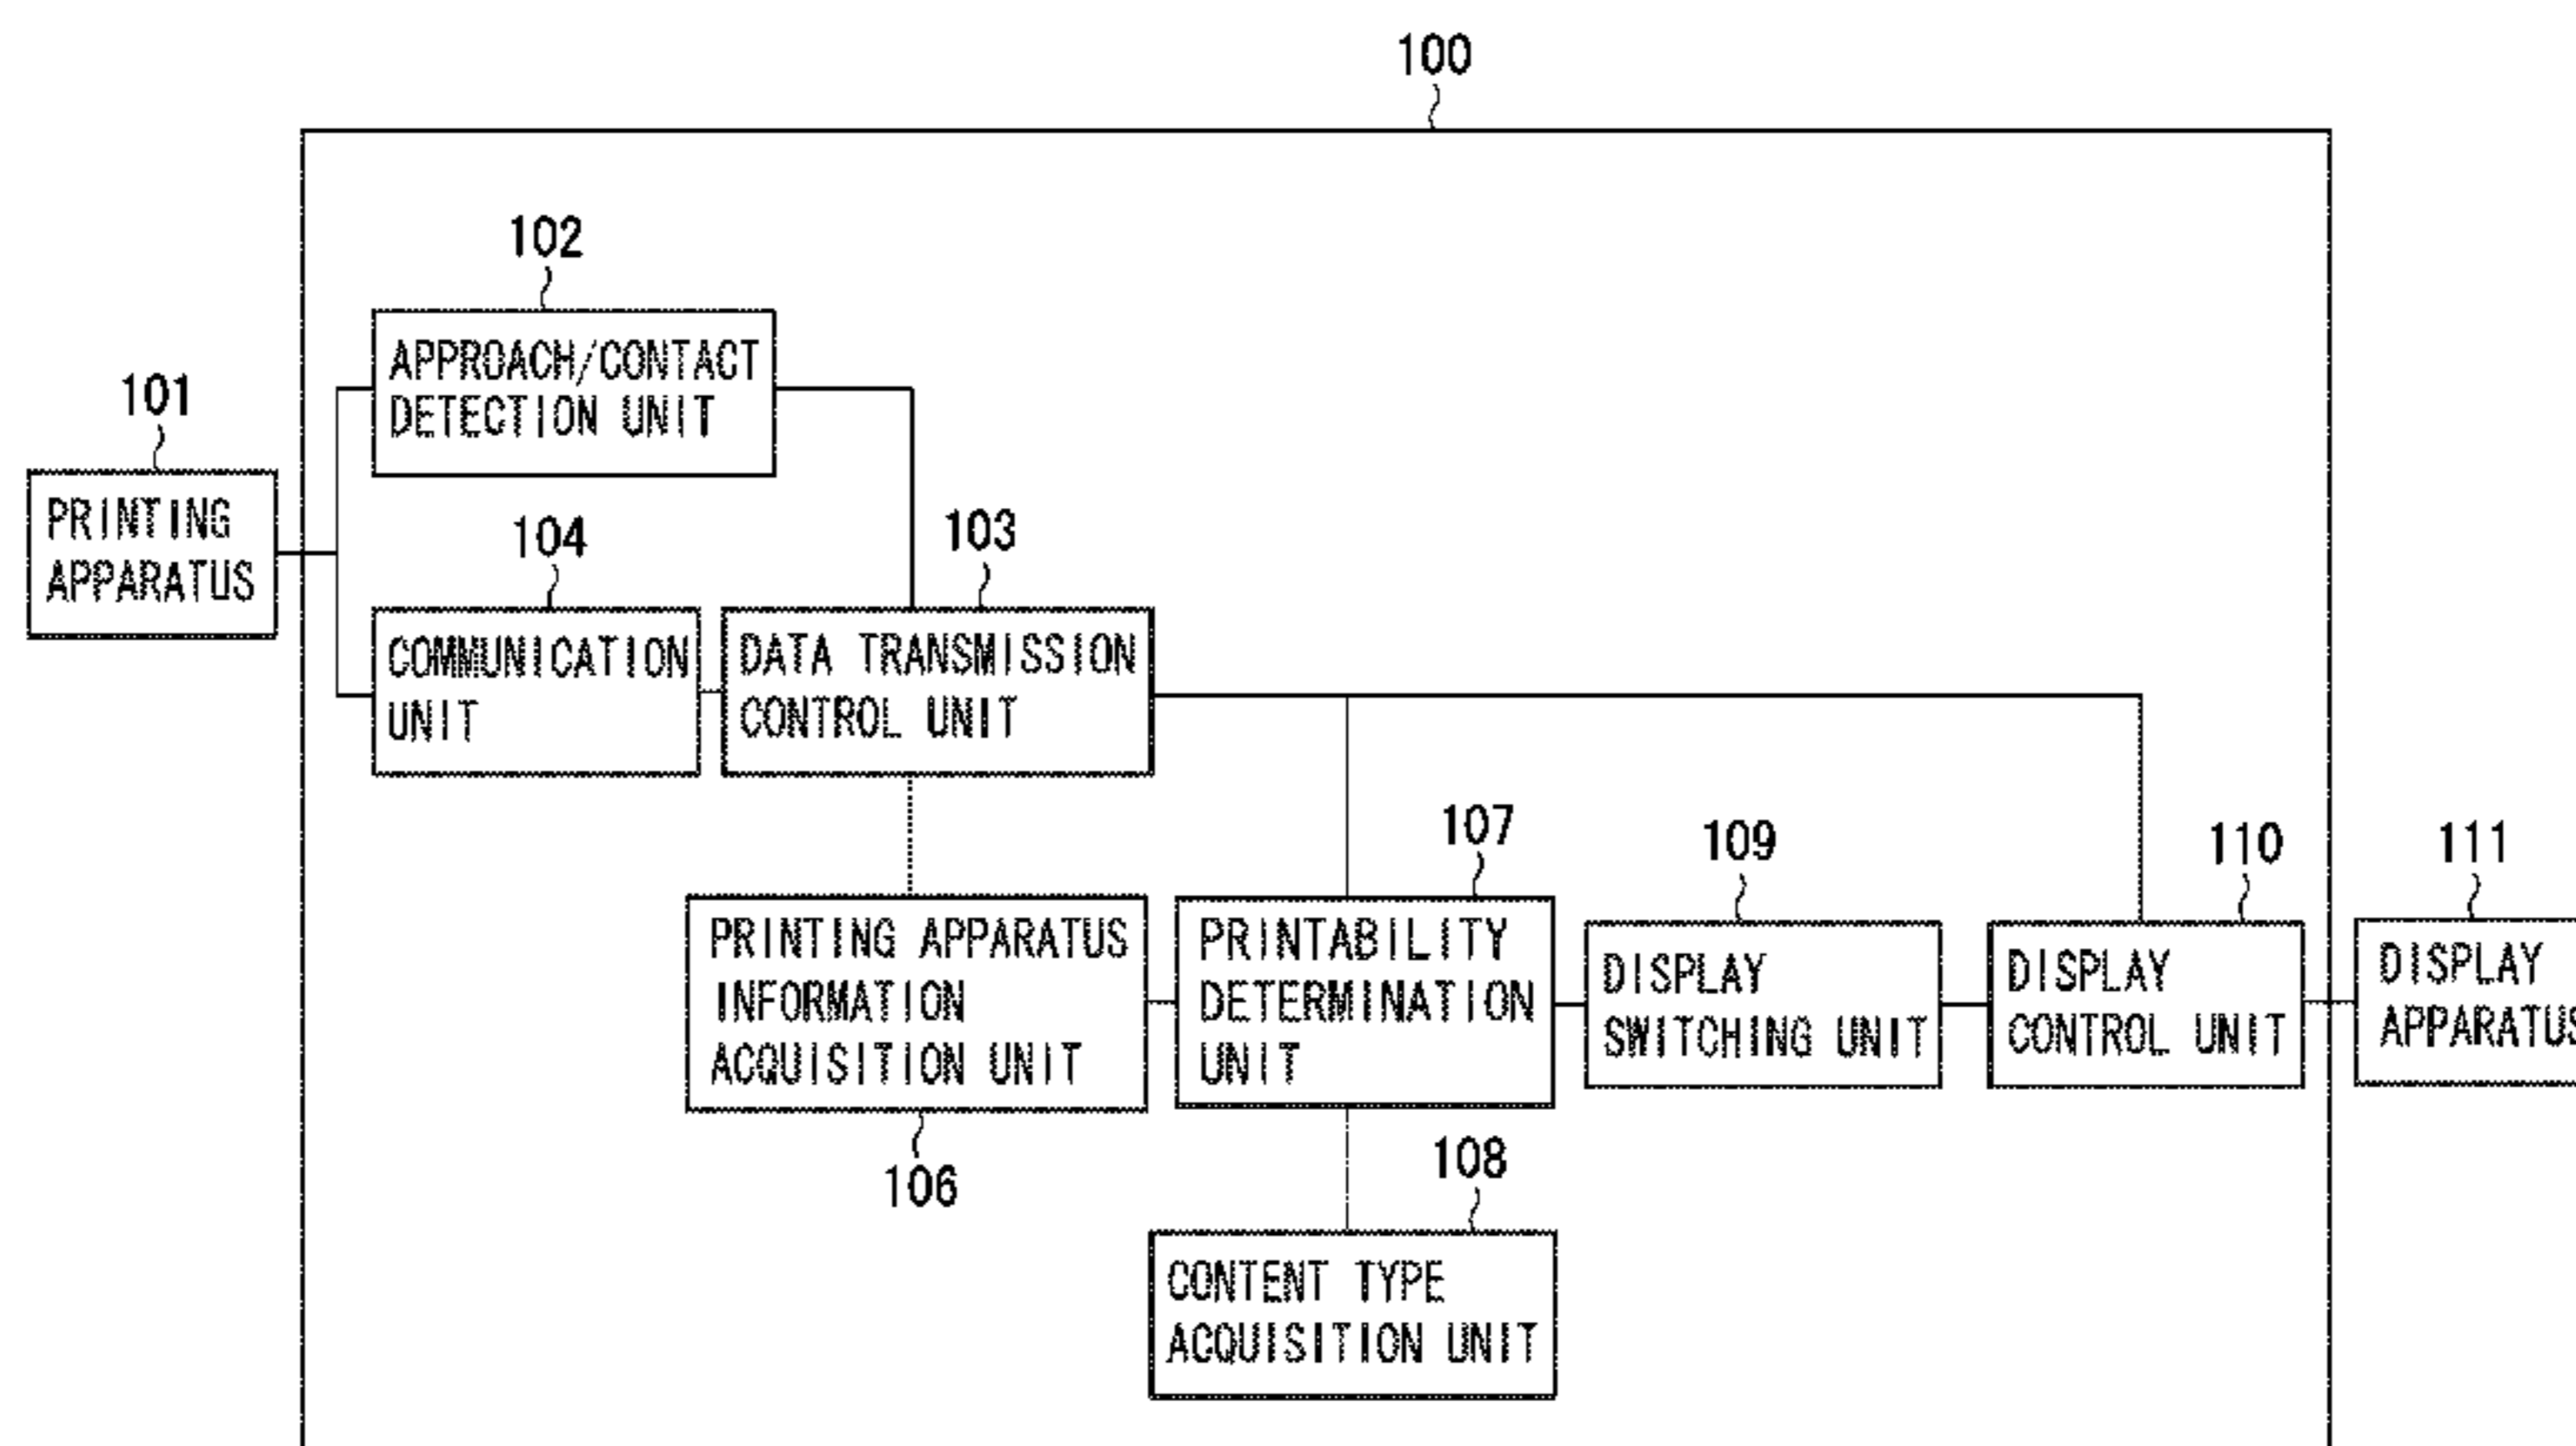 100
102
APPROACH/CONTACT
DETECTION UNIT
101
PRINTING
APPARATUS
104
COMMUNICATION
UNIT
103
DATA TRANSMISSION
CONTROL UNIT
106
PRINTING APPARATUS
INFORMATION
ACQUISITION UNIT
107
PRINTABILITY
DETERMINATION
UNIT
109
DISPLAY
SWITCHING UNIT
110
DISPLAY
CONTROL UNIT
111
DISPLAY
APPARATUS
108
CONTENT TYPE
ACQUISITION UNIT